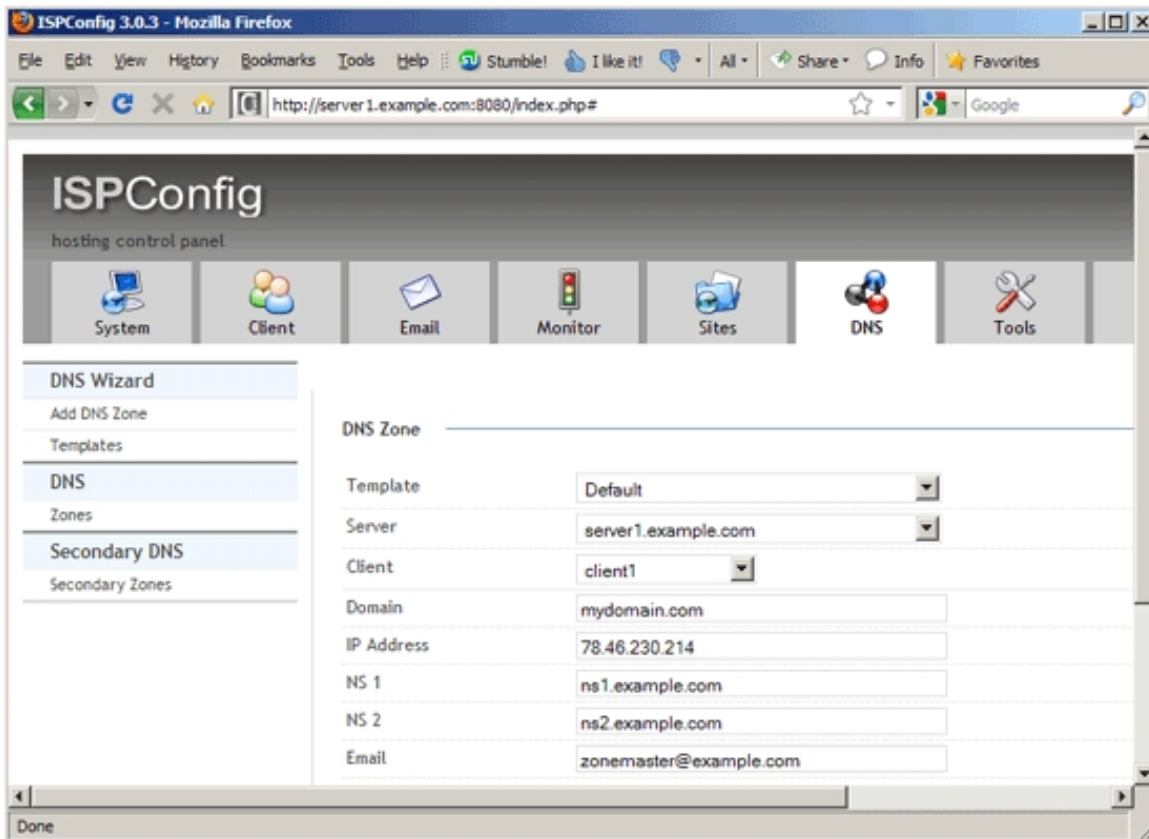 ISPConfig 3.0.3 - Mozilla Firefox
File Edit View History Bookmarks Tools Help Stumble! I like it! All Share Info Favorites
http://server1.example.com:8080/index.php# Google
ISPConfig
hosting control panel
System Client Email Monitor Sites DNS Tools
DNS Wizard
Add DNS Zone
Templates
DNS
Zones
Secondary DNS
Secondary Zones
DNS Zone
Template Default
Server server1.example.com
Client client1
Domain mydomain.com
IP Address 78.46.230.214
NS 1 ns1.example.com
NS 2 ns2.example.com
Email zonemaster@example.com
Done